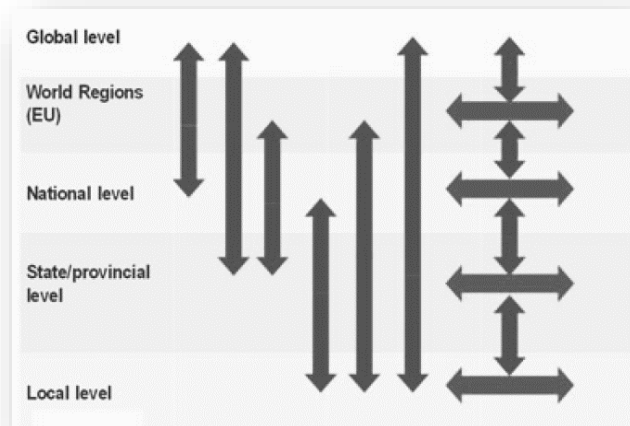 Global level
World Regions
(EU)
National level
State/provincial
level
Local level